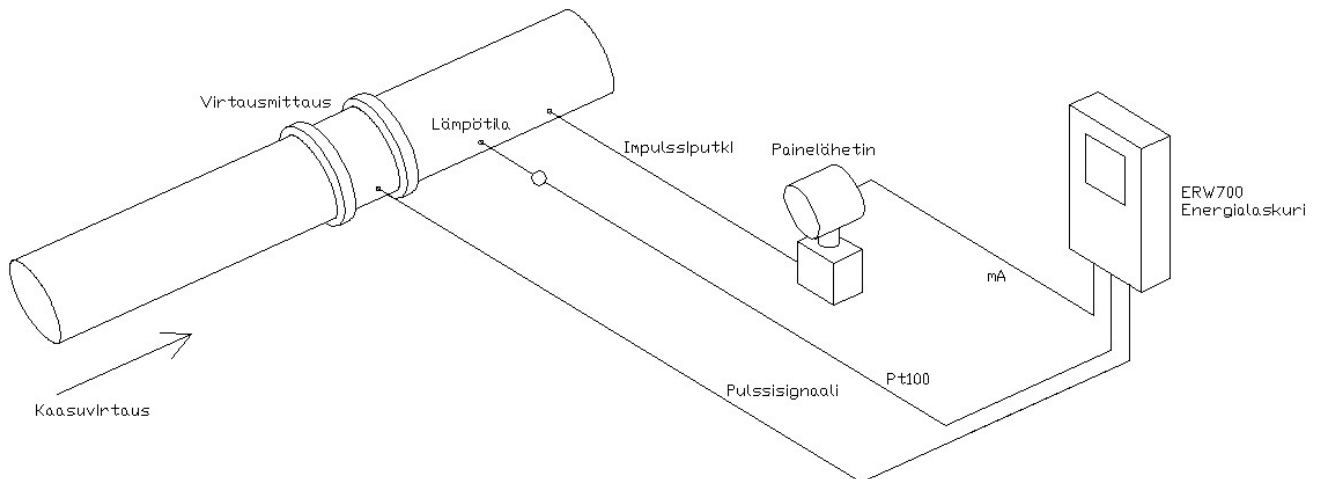 Virtausmittaus
Lämpötila
Impulssiputki
Painelähetin
ERW700
Energialaskuri
mA
Pt100
Pulssisignaali
Kaasuvirtaus